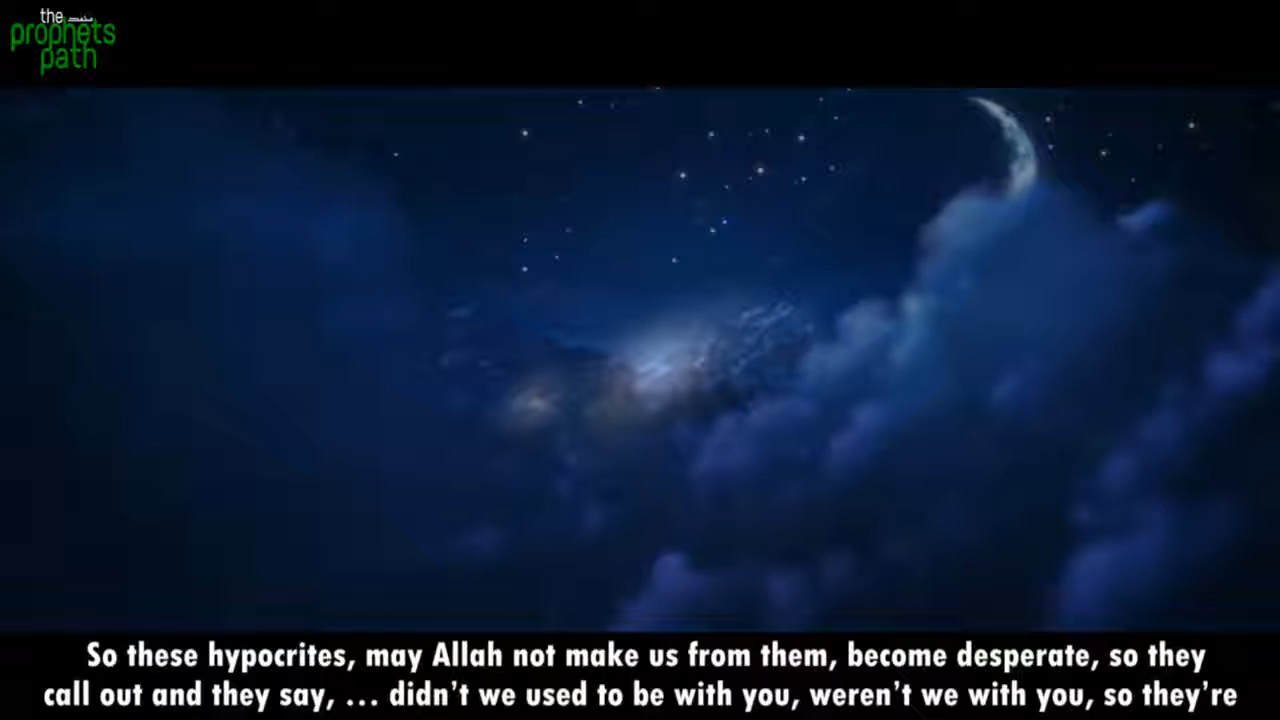 the
prophets
path
So these hypocrites, may Allah not make us from them, become desperate, so they
call out and they say, … didn’t we used to be with you, weren’t we with you, so they’re